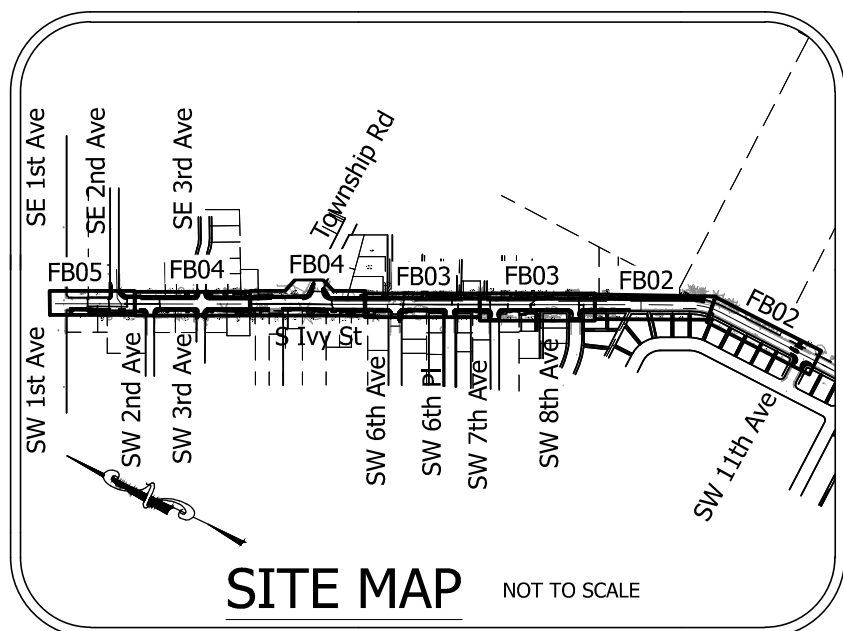 SE 1st Ave
SE 2nd Ave
SE 3rd Ave
Township Rd
FB05
FB04
FB04
FB03
FB03
FB02
FB02
S Ivy St
SW 1st Ave
SW 2nd Ave
SW 3rd Ave
SW 6th Ave
SW 6th Pl
SW 7th Ave
SW 8th Ave
SW 11th Ave
SITE MAP
NOT TO SCALE